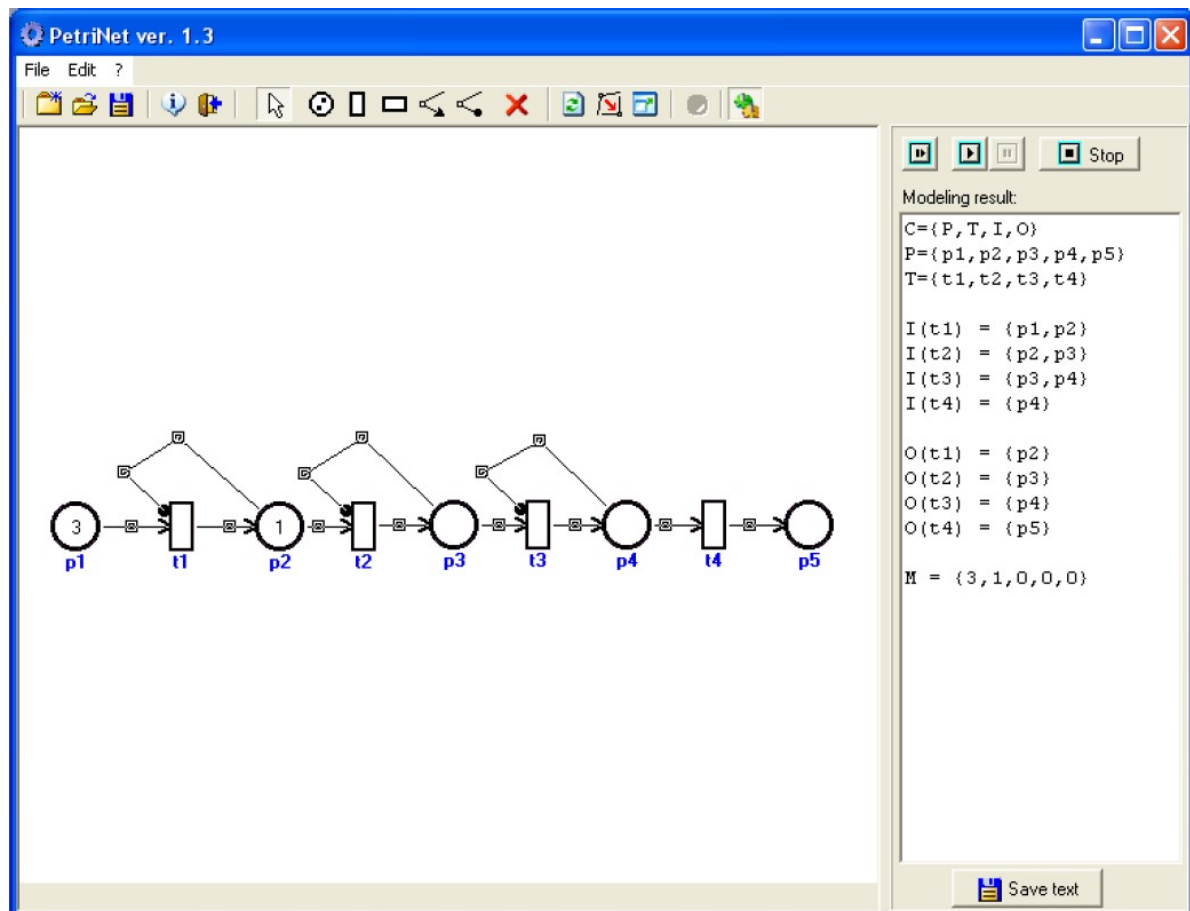 PetriNet ver. 1.3
File Edit ?
Stop
Modeling result:
C={P,T,I,O}
P={p1,p2,p3,p4,p5}
T={t1,t2,t3,t4}
I(t1) = {p1,p2}
I(t2) = {p2,p3}
I(t3) = {p3,p4}
I(t4) = {p4}
O(t1) = {p2}
O(t2) = {p3}
O(t3) = {p4}
O(t4) = {p5}
M = {3,1,0,0,0}
3 1
p1 t1 p2 t2 p3 t3 p4 t4 p5
Save text